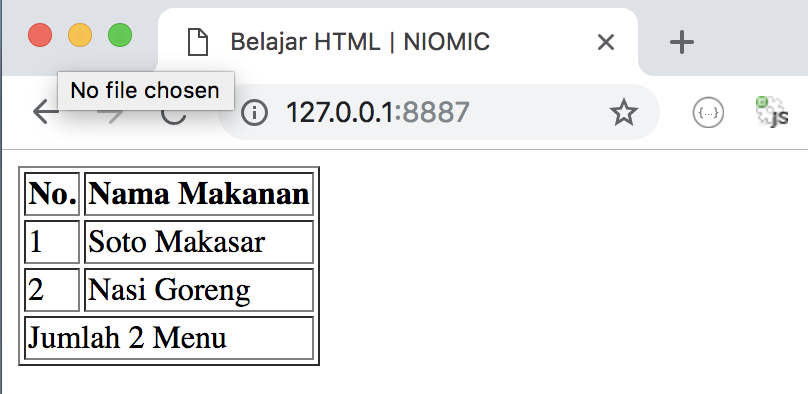 Belajar HTML | NIOMIC
No file chosen
127.0.0.1:8887
{...}
js
No. Nama Makanan
1 Soto Makasar
2 Nasi Goreng
Jumlah 2 Menu